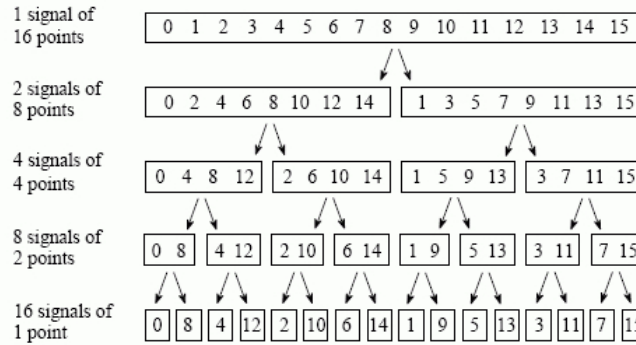 1 signal of
16 points
0 1 2 3 4 5 6 7 8 9 10 11 12 13 14 15
2 signals of
8 points
0 2 4 6 8 10 12 14 1 3 5 7 9 11 13 15
4 signals of
4 points
0 4 8 12 2 6 10 14 1 5 9 13 3 7 11 15
8 signals of
2 points
0 8 4 12 2 10 6 14 1 9 5 13 3 11 7 15
16 signals of
1 point
0 8 4 12 2 10 6 14 1 9 5 13 3 11 7